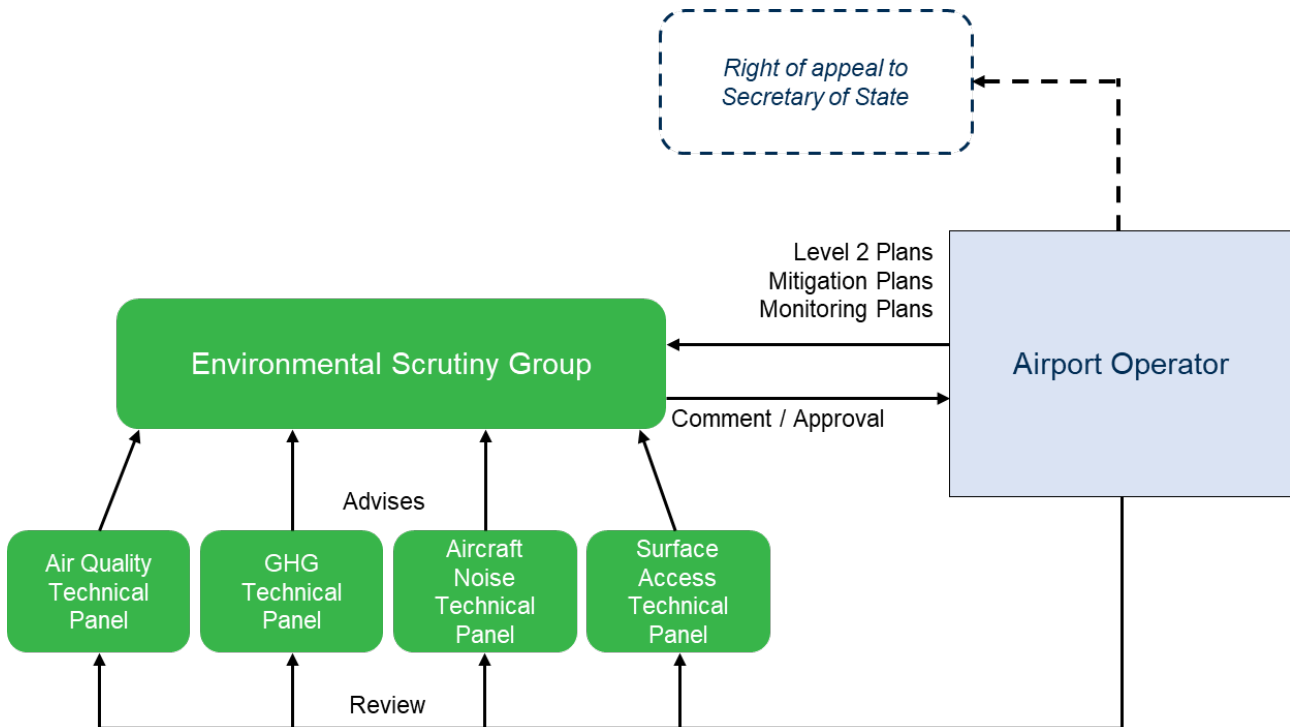 Right of appeal to
Secretary of State
Level 2 Plans
Mitigation Plans
Monitoring Plans
Environmental Scrutiny Group
Airport Operator
Comment / Approval
Advises
Air Quality
Technical
Panel
GHG
Technical
Panel
Aircraft
Noise
Technical
Panel
Surface
Access
Technical
Panel
Review